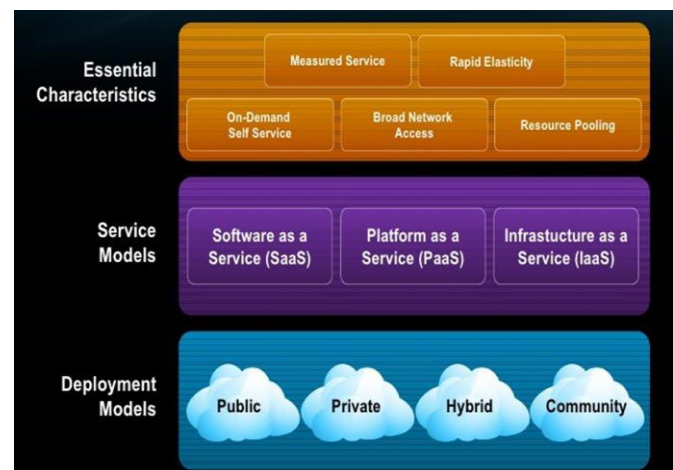 Essential
Characteristics
Measured Service
Rapid Elasticity
On-Demand
Self Service
Broad Network
Access
Resource Pooling
Service
Models
Software as a
Service (SaaS)
Platform as a
Service (PaaS)
Infrastucture as a
Service (IaaS)
Deployment
Models
Public
Private
Hybrid
Community